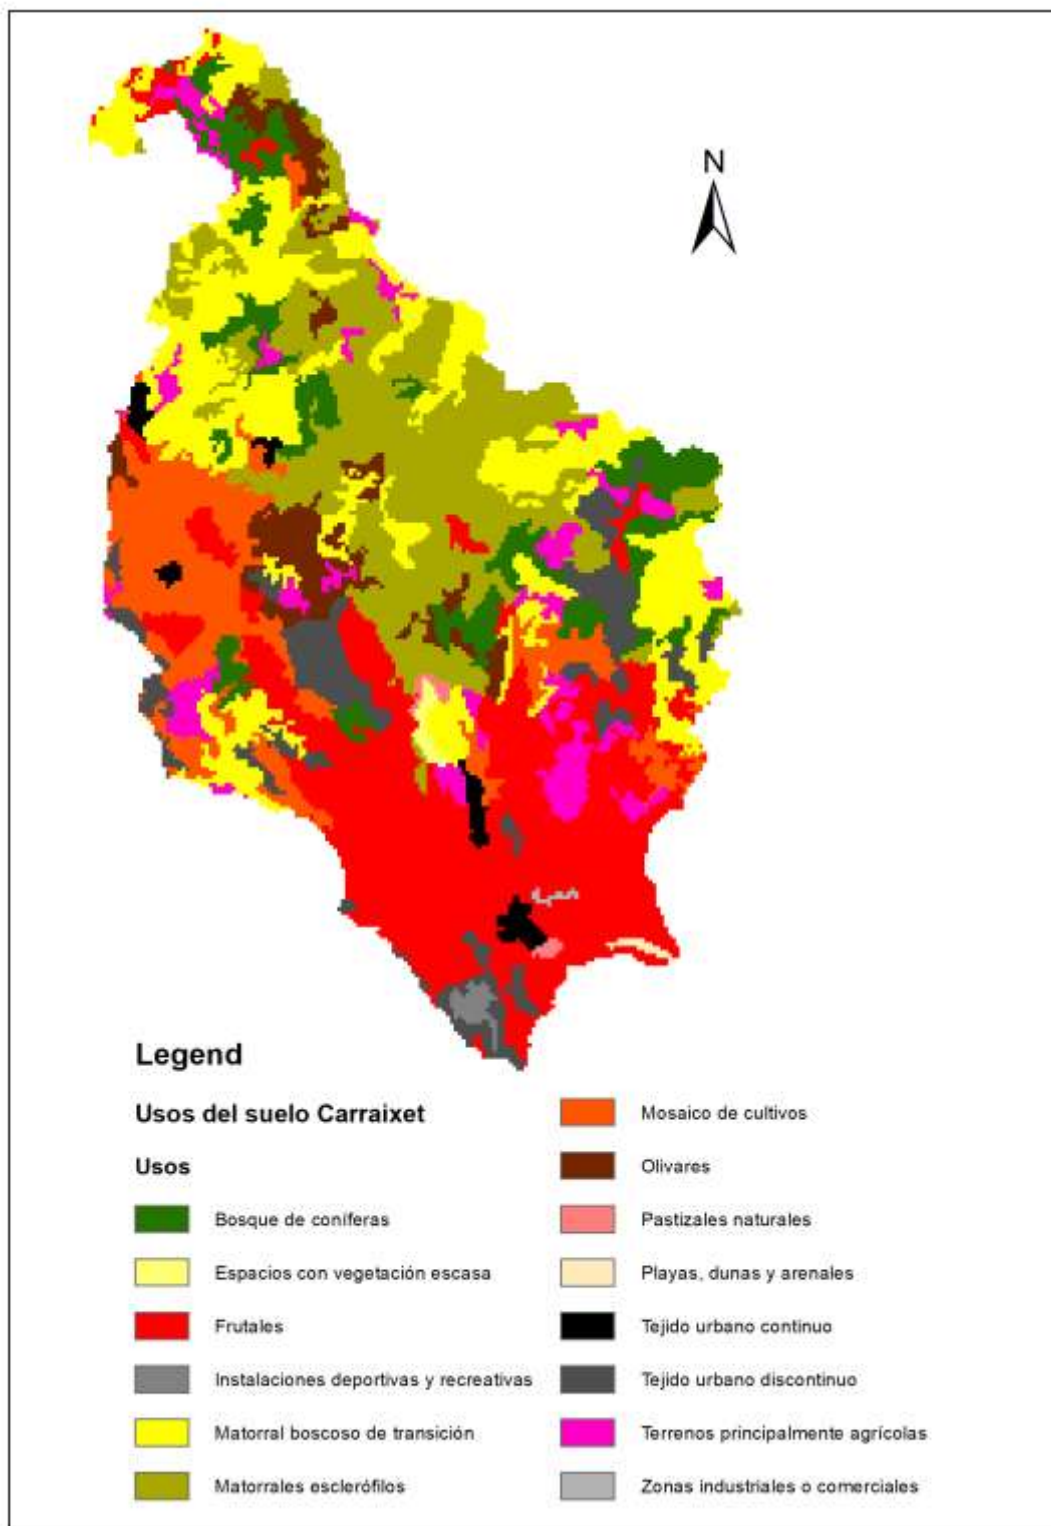 N
Legend
Usos del suelo Carraixet
Usos
Bosque de coníferas
Espacios con vegetación escasa
Frutales
Instalaciones deportivas y recreativas
Matorral boscoso de transición
Matorrales esclerófilos
Mosaico de cultivos
Olivares
Pastizales naturales
Playas, dunas y arenales
Tejido urbano continuo
Tejido urbano discontinuo
Terrenos principalmente agrícolas
Zonas industriales o comerciales